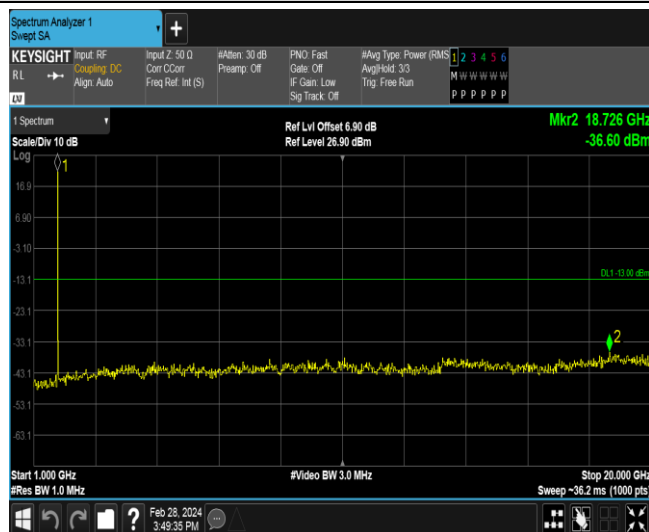 Spectrum Analyzer 1
Swept SA
+
KEYSIGHT Input: RF Input Z: 50 Ω #Atten: 30 dB PNO: Fast #Avg Type: Power (RMS 1 2 3 4 5 6
RL Coupling: DC Corr CCorr Preamp: Off Gate: Off Avg|Hold: 3/3 M W W W W W
Align: Auto Freq Ref: Int (S) IF Gain: Low Trig: Free Run
Sig Track: Off P P P P P P
LXI
1 Spectrum Ref Lvl Offset 6.90 dB Mkr2 18.726 GHz
Scale/Div 10 dB Ref Level 26.90 dBm -36.60 dBm
Log
1
16.9
6.90
-3.10
DL1 -13.00 dBm
-13.1
-23.1
2
-33.1
-43.1
-53.1
-63.1
Start 1.000 GHz #Video BW 3.0 MHz Stop 20.000 GHz
#Res BW 1.0 MHz Sweep ~36.2 ms (1000 pts)
? Feb 28, 2024
3:49:35 PM